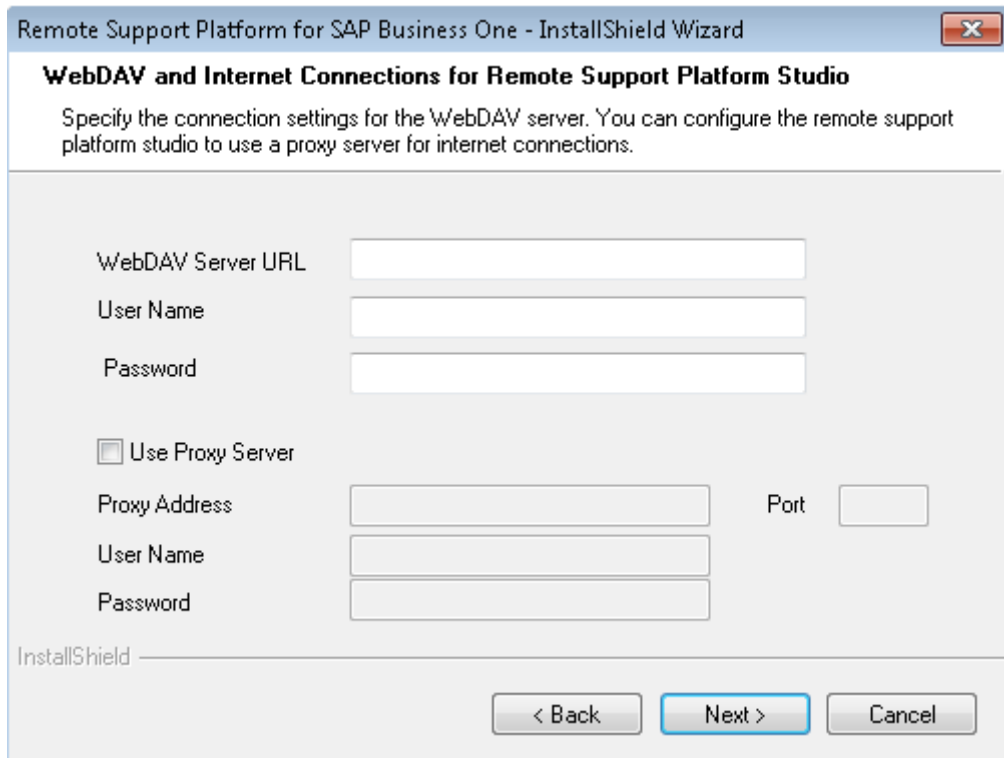 Remote Support Platform for SAP Business One - InstallShield Wizard
WebDAV and Internet Connections for Remote Support Platform Studio
Specify the connection settings for the WebDAV server. You can configure the remote support
platform studio to use a proxy server for internet connections.
WebDAV Server URL
User Name
Password
Use Proxy Server
Proxy Address Port
User Name
Password
InstallShield
< Back Next > Cancel